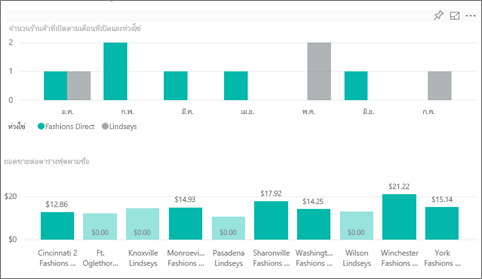 จำนวนร้านค้าที่เปิดตามเดือนที่เปิดและห่วงโซ่
2
1
0
ม.ค. ก.พ. มี.ค. เม.ย. พ.ค. มิ.ย. ก.ค.
ห่วงโซ่ Fashions Direct Lindseys
ยอดขายต่อตารางฟุตตามชื่อ
$20
$0
$12.86 $0.00 $0.00 $14.93 $0.00 $17.92 $14.25 $0.00 $21.22 $15.14
Cincinnati 2 Ft. Knoxville Monroevi... Pasadena Sharonville Washingt... Wilson Winchester York
Fashions ... Oglethor... Lindseys Fashions ... Lindseys Fashions ... Fashions ... Lindseys Fashions ... Fashions ...